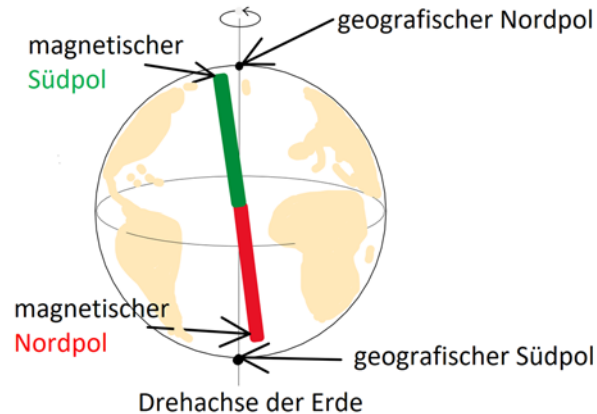 geografischer Nordpol
magnetischer
Südpol
magnetischer
Nordpol
geografischer Südpol
Drehachse der Erde